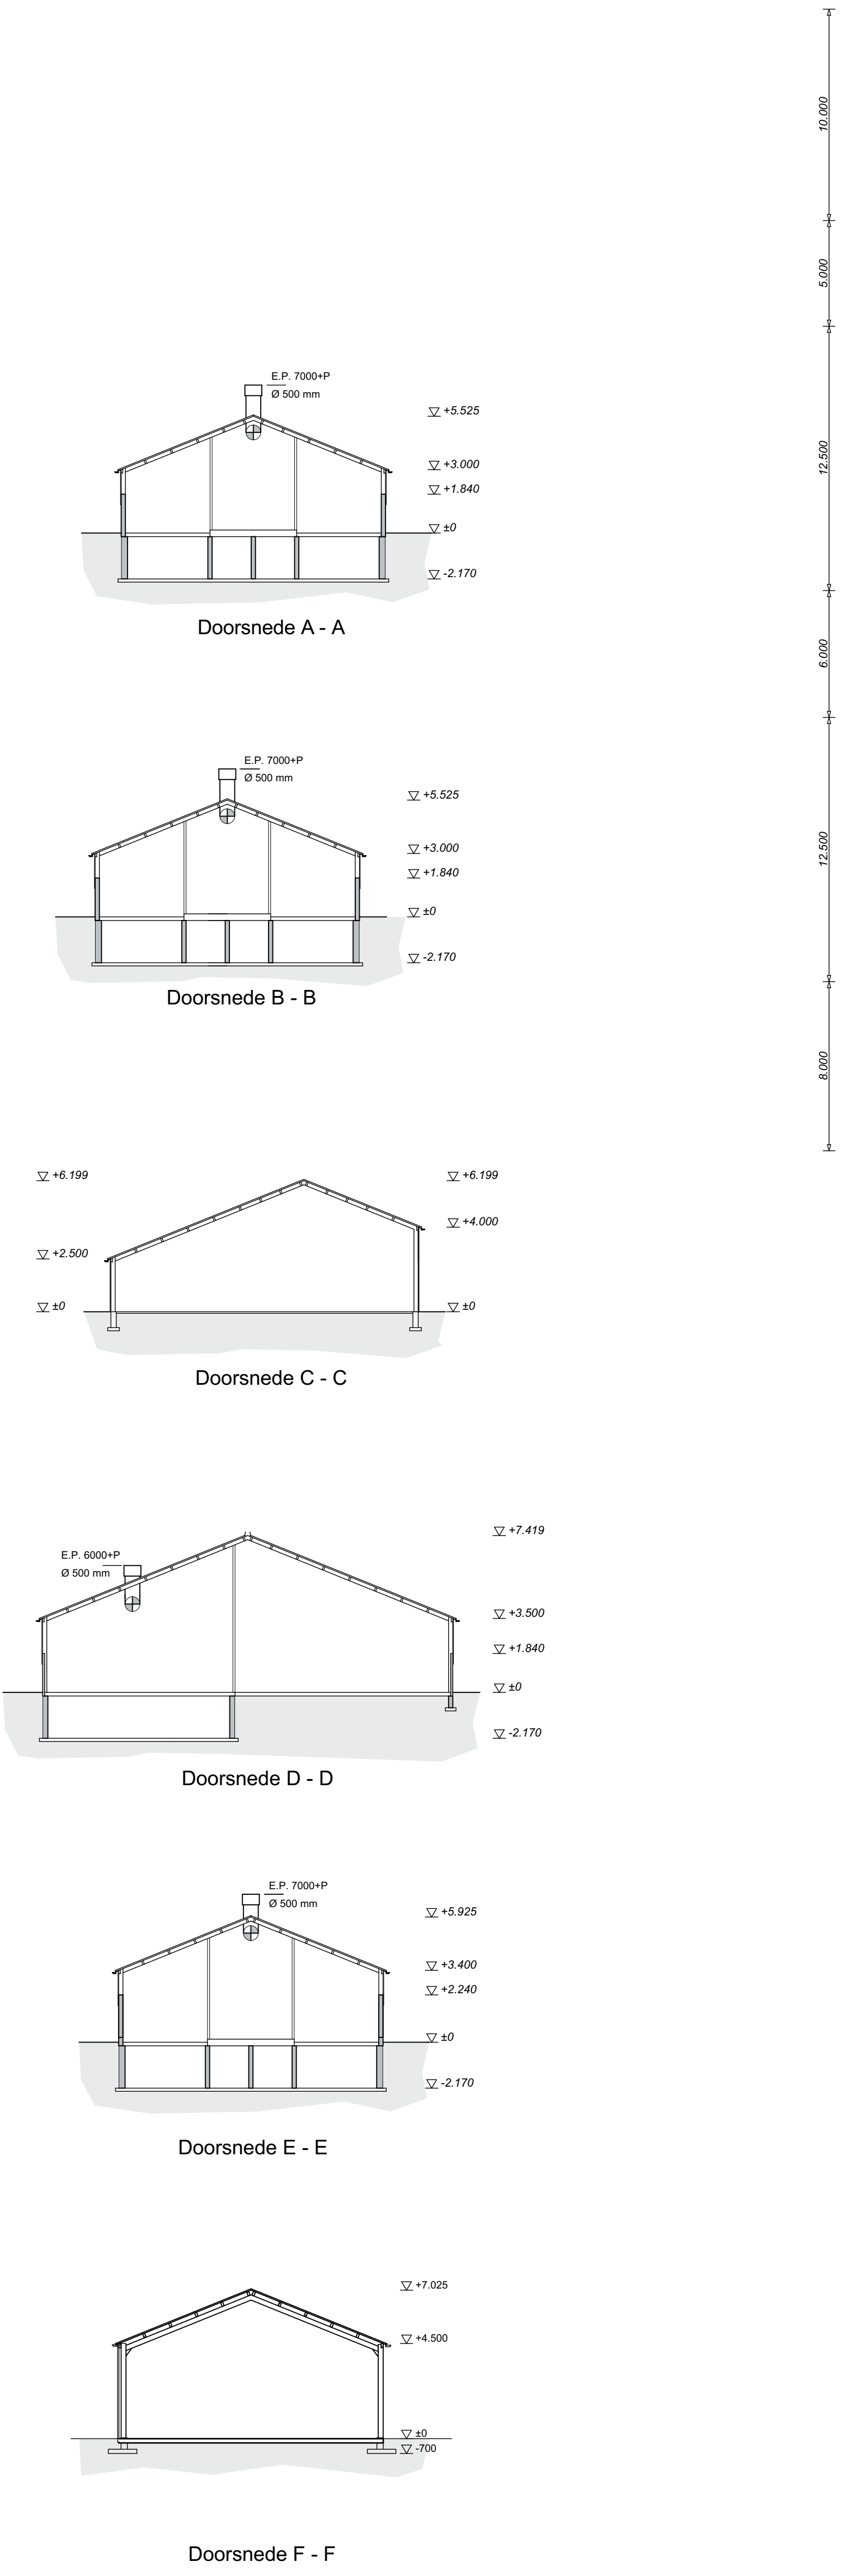 10.000
5.000
E.P. 7000+P
Ø 500 mm
+5.525
+3.000
+1.840
±0
-2.170
Doorsnede A - A
12.500
6.000
E.P. 7000+P
Ø 500 mm
+5.525
+3.000
+1.840
±0
-2.170
Doorsnede B - B
12.500
8.000
+6.199
+6.199
+4.000
+2.500
±0
±0
Doorsnede C - C
+7.419
E.P. 6000+P
Ø 500 mm
+3.500
+1.840
±0
-2.170
Doorsnede D - D
E.P. 7000+P
Ø 500 mm
+5.925
+3.400
+2.240
±0
-2.170
Doorsnede E - E
+7.025
+4.500
±0
-700
Doorsnede F - F